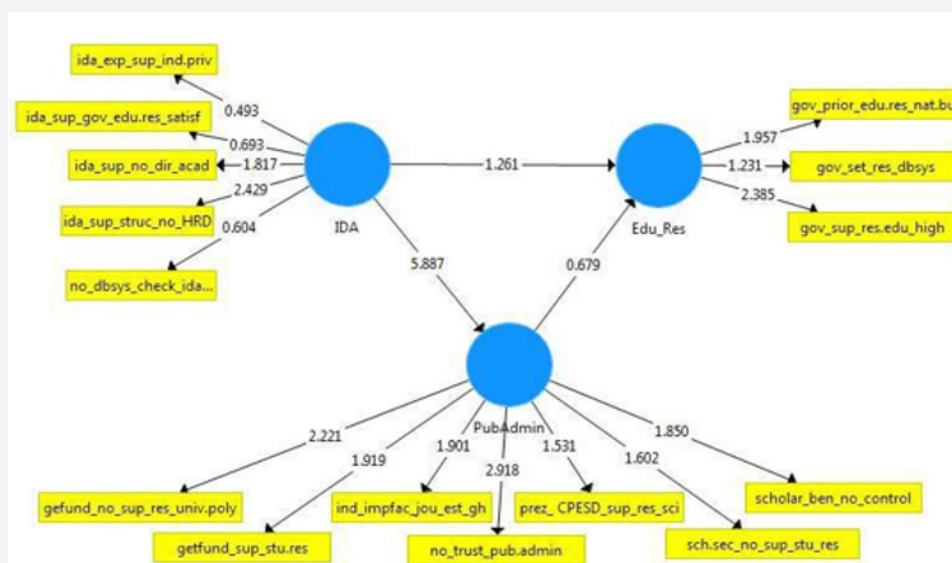 ida_exp_sup_ind.priv
0.493
ida_sup_gov_edu.res_satisf
0.693
ida_sup_no_dir_acad
1.817
2.429
ida_sup_struc_no_HRD
0.604
no_dbsys_check_ida...
IDA
1.261
5.887
0.679
Edu_Res
1.957
gov_prior_edu.res_nat.bu
1.231
gov_set_res_dbsys
2.385
gov_sup_res.edu_high
PubAdmin
2.221
1.919
1.901
2.918
1.531
1.602
1.850
gefund_no_sup_res_univ.poly
getfund_sup_stu.res
ind_impfac_jou_est_gh
no_trust_pub.admin
prez_ CPESD_sup_res_sci
sch.sec_no_sup_stu_res
scholar_ben_no_control